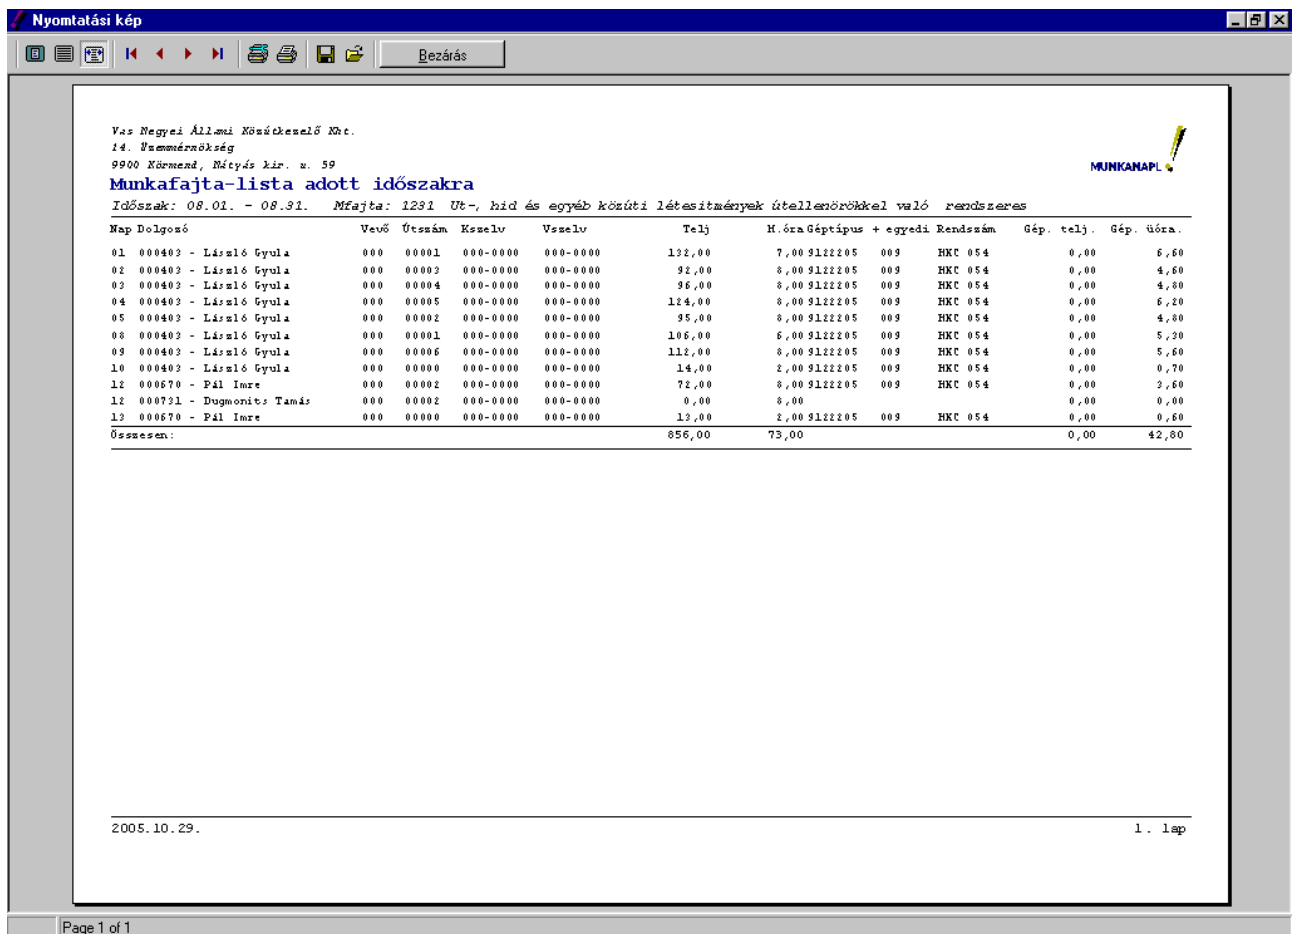 Nyomtatási kép
Bezárás
Vas Megyei Állami Közútkezelő Kht.
14. Üzemmérnökség
9900 Körmend, Mátyás kir. u. 59
MUNKANAPL
Munkafajta-lista adott időszakra
Időszak: 08.01. - 08.31. Mfajta: 1231 Ut-, hid és egyéb közúti létesitmények útellenörökkel való rendszeres
Nap Dolgozó Vevő Útszám Kszelv Vszelv Telj H.óra Géptípus + egyedi Rendszám Gép. telj. Gép. üóra.
01 000403 - László Gyula 000 00001 000-0000 000-0000 132,00 7,00 9122205 009 HKC 054 0,00 6,60
02 000403 - László Gyula 000 00003 000-0000 000-0000 92,00 8,00 9122205 009 HKC 054 0,00 4,60
03 000403 - László Gyula 000 00004 000-0000 000-0000 96,00 8,00 9122205 009 HKC 054 0,00 4,80
04 000403 - László Gyula 000 00005 000-0000 000-0000 124,00 8,00 9122205 009 HKC 054 0,00 6,20
05 000403 - László Gyula 000 00002 000-0000 000-0000 95,00 8,00 9122205 009 HKC 054 0,00 4,80
08 000403 - László Gyula 000 00001 000-0000 000-0000 106,00 6,00 9122205 009 HKC 054 0,00 5,30
09 000403 - László Gyula 000 00006 000-0000 000-0000 112,00 8,00 9122205 009 HKC 054 0,00 5,60
10 000403 - László Gyula 000 00000 000-0000 000-0000 14,00 2,00 9122205 009 HKC 054 0,00 0,70
12 000670 - Pál Imre 000 00002 000-0000 000-0000 72,00 8,00 9122205 009 HKC 054 0,00 3,60
12 000731 - Dugmonits Tamás 000 00002 000-0000 000-0000 0,00 8,00 0,00 0,00
13 000670 - Pál Imre 000 00000 000-0000 000-0000 13,00 2,00 9122205 009 HKC 054 0,00 0,60
Összesen: 856,00 73,00 0,00 42,80
2005.10.29. 1. lap
Page 1 of 1